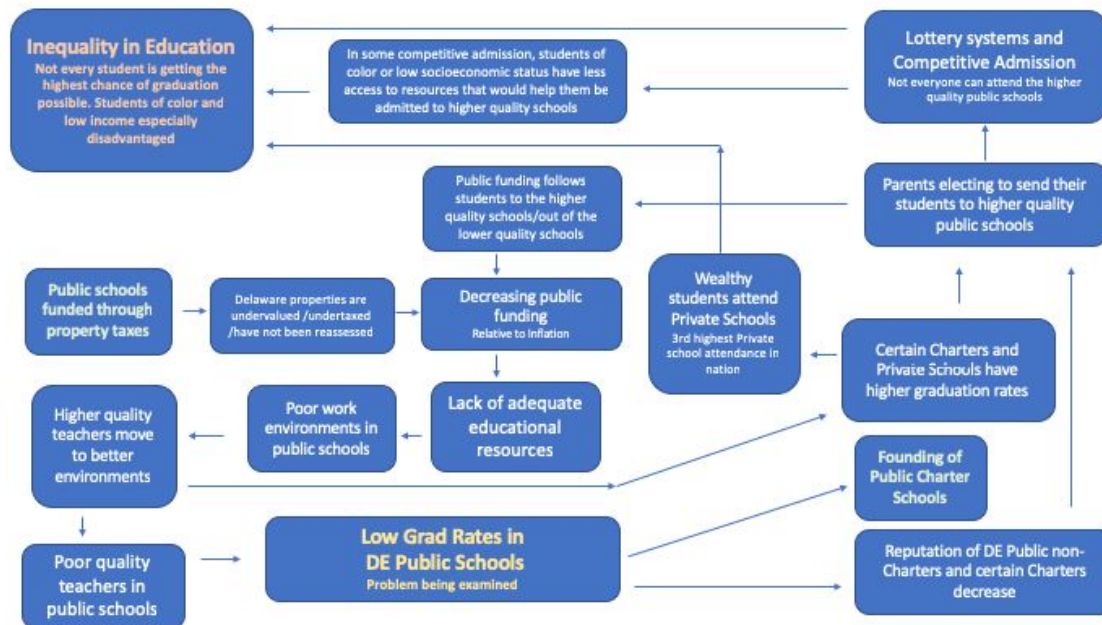 Inequality in Education
Not every student is getting the
highest chance of graduation
possible. Students of color and
low income especially
disadvantaged
In some competitive admission, students of
color or low socioeconomic status have less
access to resources that would help them be
admitted to higher quality schools
Lottery systems and
Competitive Admission
Not everyone can attend the higher
quality public schools
Public funding follows
students to the higher
quality schools/out of the
lower quality schools
Parents electing to send their
students to higher quality
public schools
Public schools
funded through
property taxes
Delaware properties are
undervalued /undertaxed
/have not been reassessed
Decreasing public
funding
Relative to Inflation
Wealthy
students attend
Private Schools
3rd highest Private
school attendance in
nation
Certain Charters and
Private Schools have
higher graduation rates
Higher quality
teachers move
to better
environments
Poor work
environments in
public schools
Lack of adequate
educational
resources
Founding of
Public Charter
Schools
Poor quality
teachers in
public schools
Low Grad Rates in
DE Public Schools
Problem being examined
Reputation of DE Public non-
Charters and certain Charters
decrease